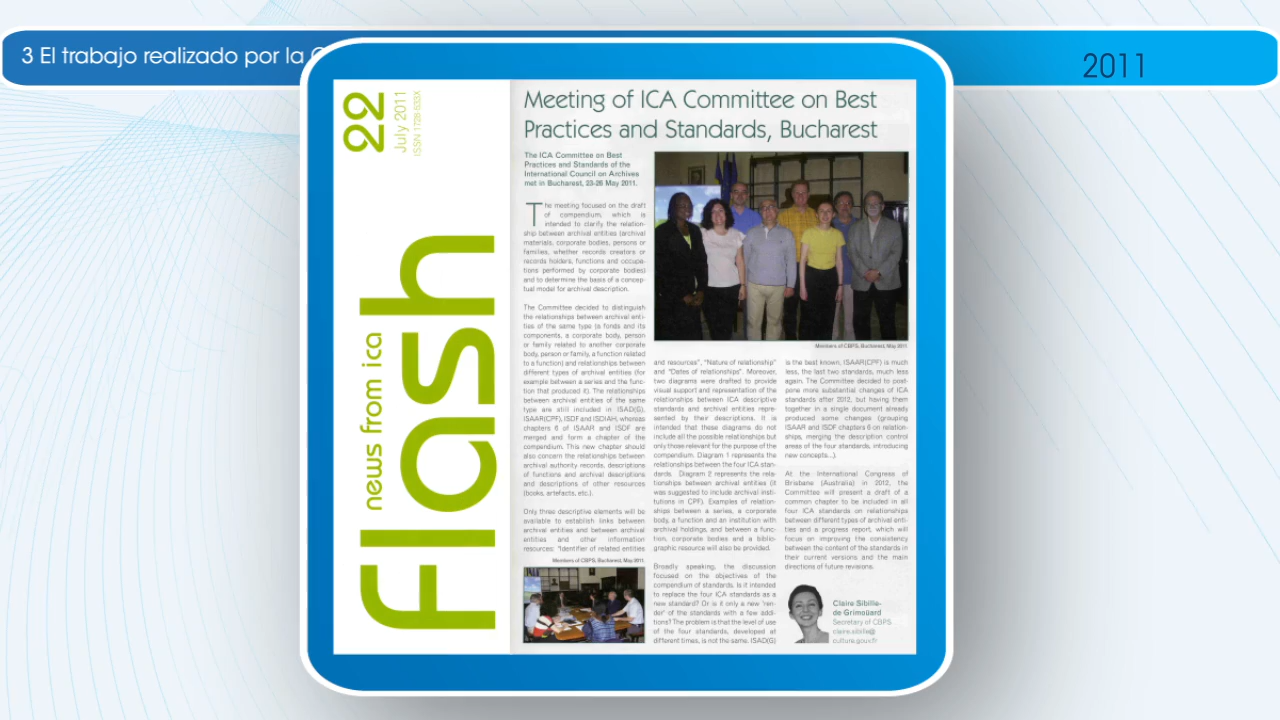 3 El trabajo realizado por la
2011
22
July 2011
ISSN 1728-533X
news from ica
Flash
Meeting of ICA Committee on Best
Practices and Standards, Bucharest
The ICA Committee on Best
Practices and Standards of the
International Council on Archives
met in Bucharest, 23-26 May 2011.
The meeting focused on the draft
of compendium, which is
intended to clarify the relation-
ship between archival entities (archival
materials, corporate bodies, persons or
families, whether records creators or
records holders, functions and occupa-
tions performed by corporate bodies)
and to determine the basis of a concep-
tual model for archival description.
The Committee decided to distinguish
the relationships between archival enti-
ties of the same type (a fonds and its
components, a corporate body, person
or family related to another corporate
body, person or family, a function related
to a function) and relationships between
different types of archival entities (for
example between a series and the func-
tion that produced it). The relationships
between archival entities of the same
type are still included in ISAD(G),
ISAAR(CPF), ISDF and ISDIAH, whereas
chapters 6 of ISAAR and ISDF are
merged and form a chapter of the
compendium. This new chapter should
also concern the relationships between
archival authority records, descriptions
of functions and archival descriptions
and descriptions of other resources
(books, artefacts, etc.).
Only three descriptive elements will be
available to establish links between
archival entities and between archival
entities and other information
resources: "Identifier of related entities
Members of CBPS, Bucharest, May 2011.
Members of CBPS, Bucharest, May 2011.
and resources", "Nature of relationship"
and "Dates of relationships". Moreover,
two diagrams were drafted to provide
visual support and representation of the
relationships between ICA descriptive
standards and archival entities repre-
sented by their descriptions. It is
intended that these diagrams do not
include all the possible relationships but
only those relevant for the purpose of the
compendium. Diagram 1 represents the
relationships between the four ICA stan-
dards. Diagram 2 represents the rela-
tionships between archival entities (it
was suggested to include archival insti-
tutions in CPF). Examples of relation-
ships between a series, a corporate
body, a function and an institution with
archival holdings, and between a func-
tion, corporate bodies and a biblio-
graphic resource will also be provided.
Broadly speaking, the discussion
focused on the objectives of the
compendium of standards. Is it intended
to replace the four ICA standards as a
new standard? Or is it only a new 'ren-
der' of the standards with a few addi-
tions? The problem is that the level of use
of the four standards, developed at
different times, is not the same. ISAD(G)
is the best known, ISAAR(CPF) is much
less, the last two standards, much less
again. The Committee decided to post-
pone more substantial changes of ICA
standards after 2012, but having them
together in a single document already
produced some changes (grouping
ISAAR and ISDF chapters 6 on relation-
ships, merging the description control
areas of the four standards, introducing
new concepts...).
At the International Congress of
Brisbane (Australia) in 2012, the
Committee will present a draft of a
common chapter to be included in all
four ICA standards on relationships
between different types of archival enti-
ties and a progress report, which will
focus on improving the consistency
between the content of the standards in
their current versions and the main
directions of future revisions.
Claire Sibille-
de Grimoüard
Secretary of CBPS
claire.sibille@
culture.gouv.fr